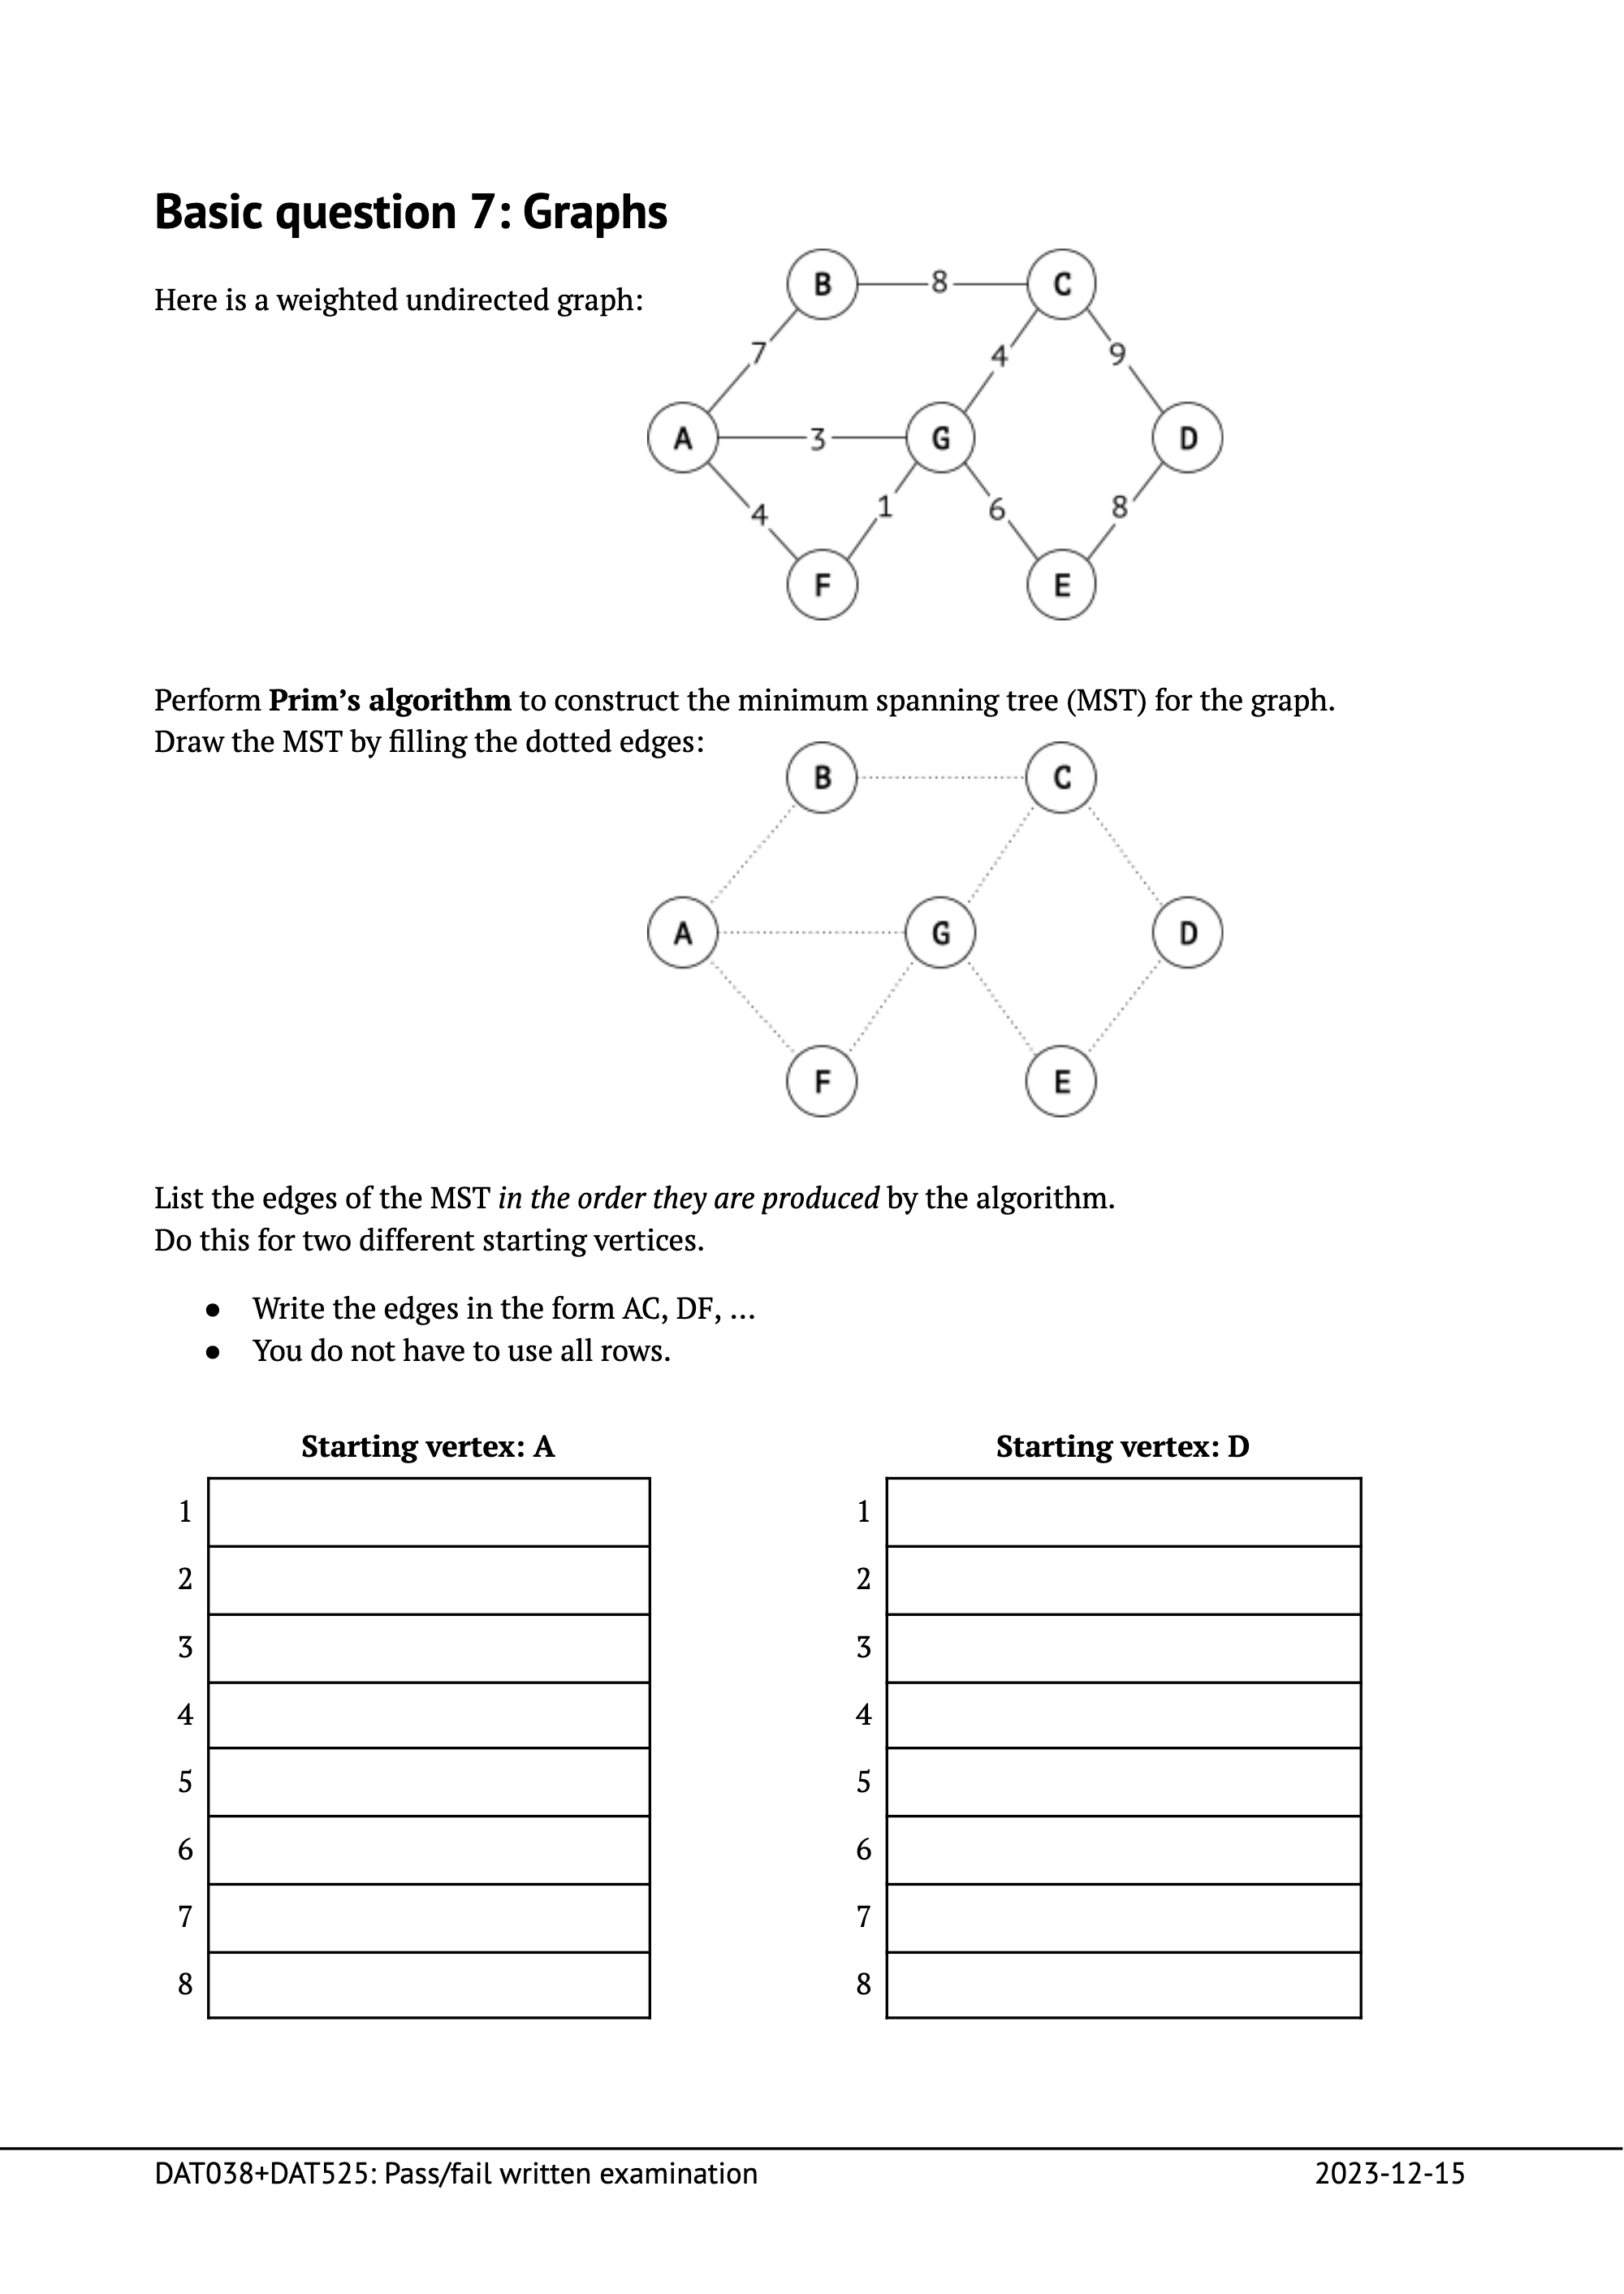 Basic question 7: Graphs
Here is a weighted undirected graph:
B 8 C
7 4 9
A 3 G D
4 1 6 8
F E
Perform Prim’s algorithm to construct the minimum spanning tree (MST) for the graph.
Draw the MST by filling the dotted edges:
B C
A G D
F E
List the edges of the MST in the order they are produced by the algorithm.
Do this for two different starting vertices.
● Write the edges in the form AC, DF, ...
● You do not have to use all rows.
Starting vertex: A Starting vertex: D
1 1
2 2
3 3
4 4
5 5
6 6
7 7
8 8
DAT038+DAT525: Pass/fail written examination 2023-12-15